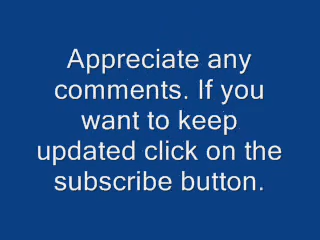 Appreciate any
comments. If you
want to keep
updated click on the
subscribe button.